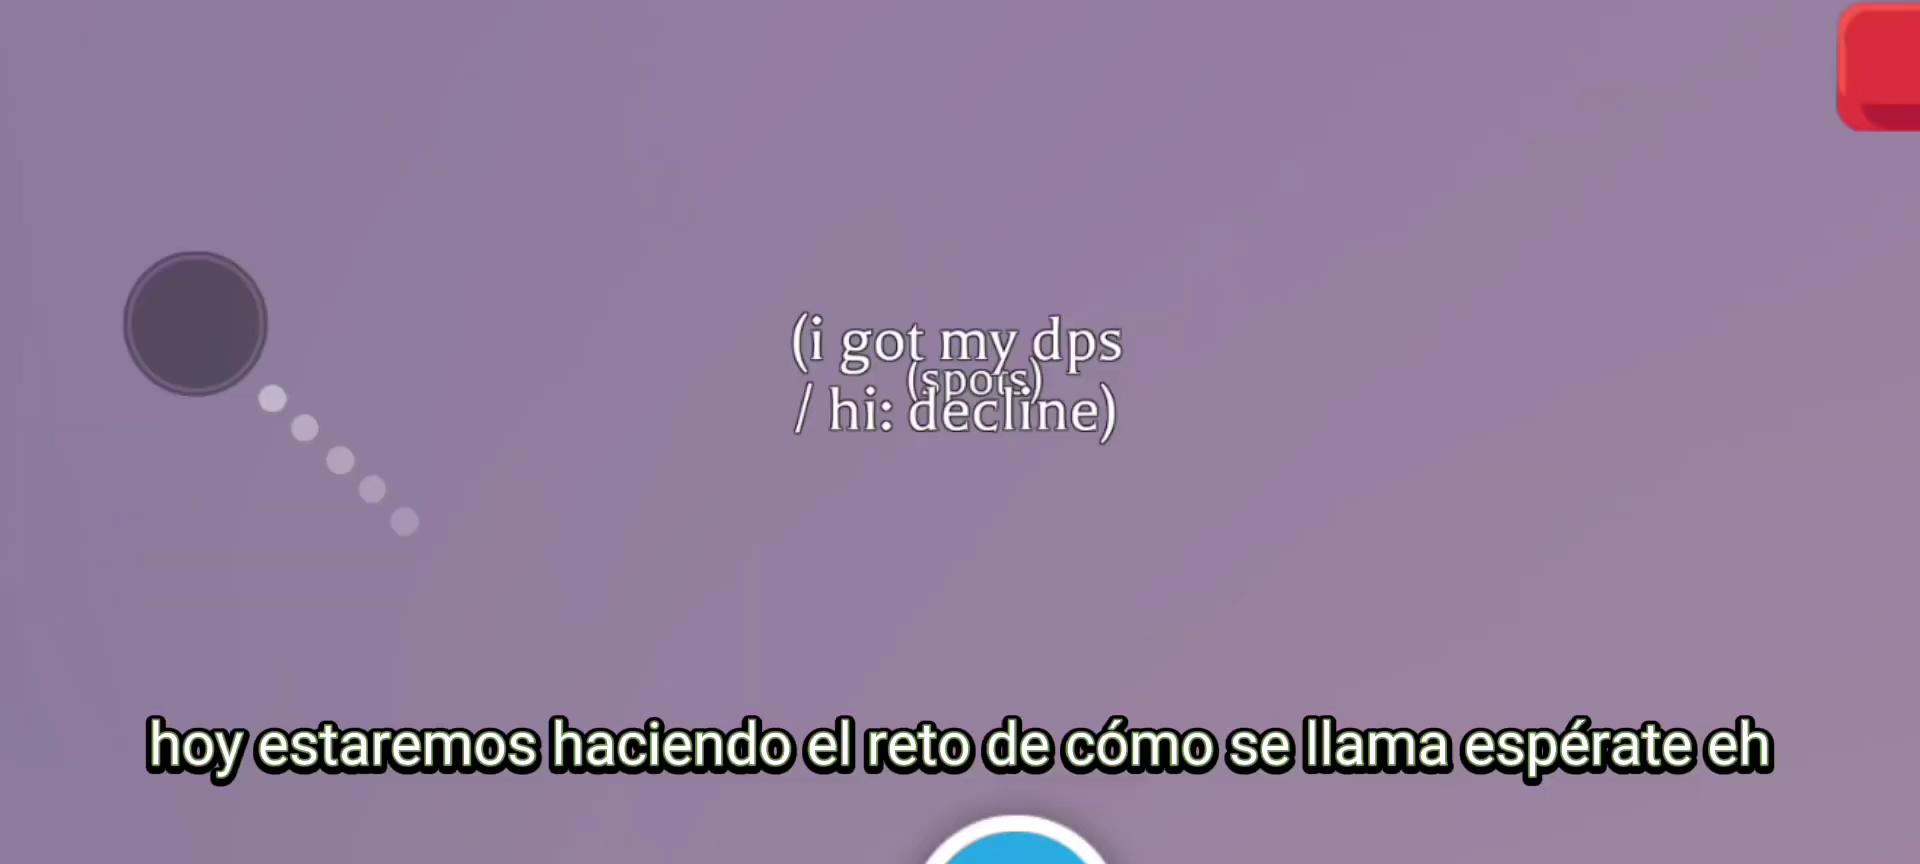 (i got my dps
(spots)
/ hi: decline)
hoy estaremos haciendo el reto de cómo se llama espérate eh